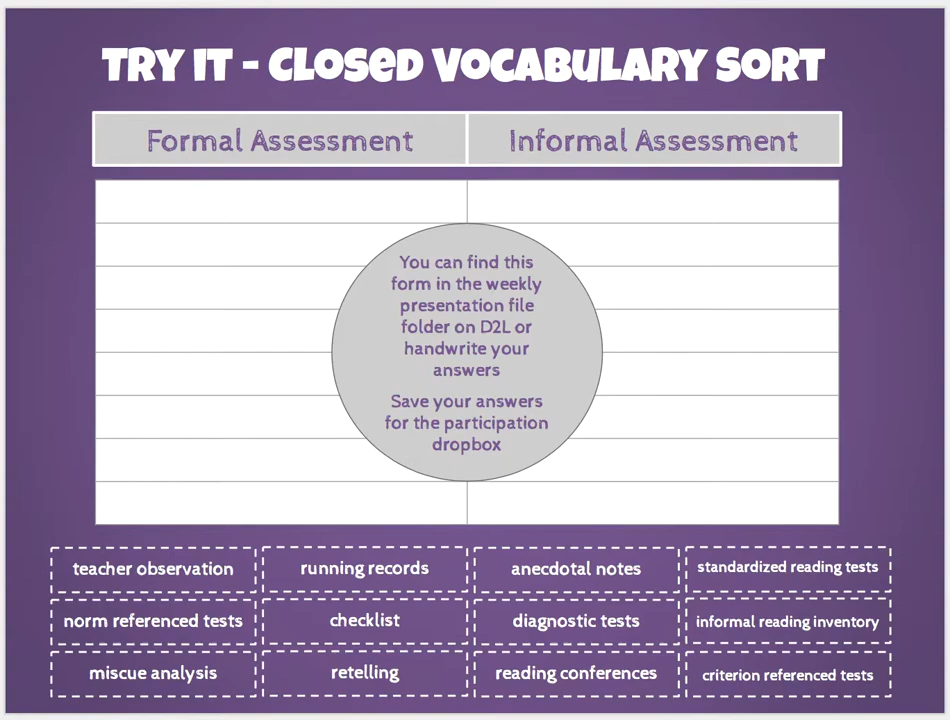 TRY IT - CLOSED VOCABULARY SORT
Formal Assessment
Informal Assessment
You can find this
form in the weekly
presentation file
folder on D2L or
handwrite your
answers
Save your answers
for the participation
dropbox
teacher observation
running records
anecdotal notes
standardized reading tests
norm referenced tests
checklist
diagnostic tests
informal reading inventory
miscue analysis
retelling
reading conferences
criterion referenced tests